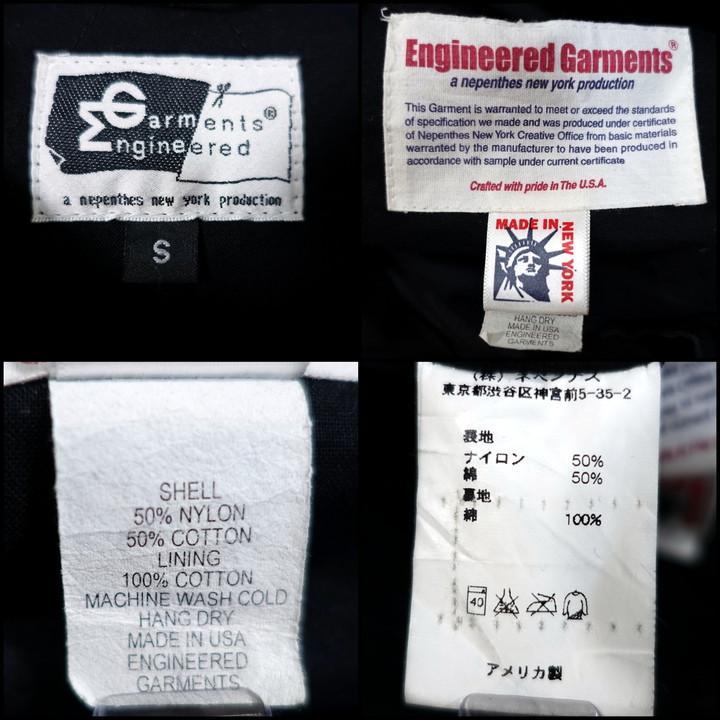 Garments®
Engineered
a nepenthes new york production
S
Engineered Garments®
a nepenthes new york production
This Garment is warranted to meet or exceed the standards
of specification we made and was produced under certificate
of Nepenthes New York Creative Office from basic materials
warranted by the manufacturer to have been produced in
accordance with sample under current certificate
Crafted with pride in The U.S.A.
MADE IN
NEW YORK
HANG DRY
MADE IN USA
ENGINEERED
GARMENTS
SHELL
50% NYLON
50% COTTON
LINING
100% COTTON
MACHINE WASH COLD
HANG DRY
MADE IN USA
ENGINEERED
GARMENTS
(株) ネペンテス
東京都渋谷区神宮前5-35-2
表地
ナイロン 50%
綿 50%
裏地
綿 100%
40
アメリカ製